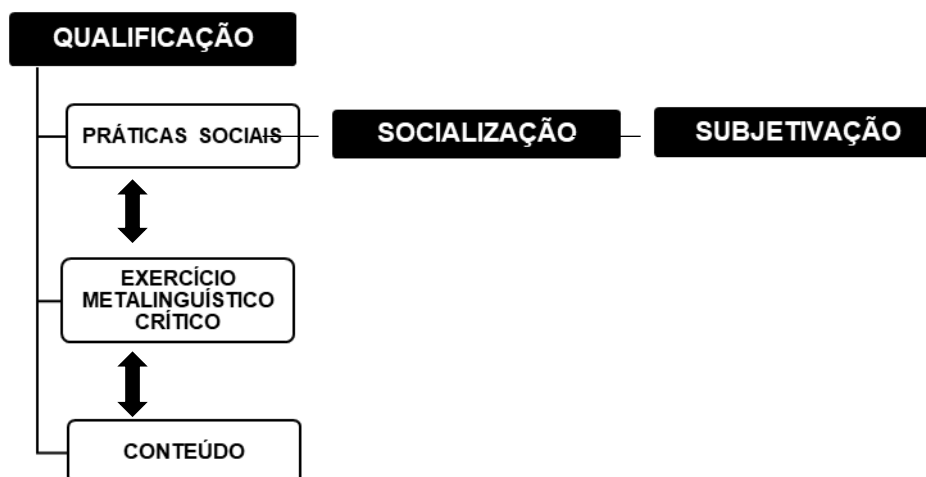 QUALIFICAÇÃO
PRÁTICAS SOCIAIS
SOCIALIZAÇÃO
SUBJETIVAÇÃO
EXERCÍCIO
METALINGUÍSTICO
CRÍTICO
CONTEÚDO